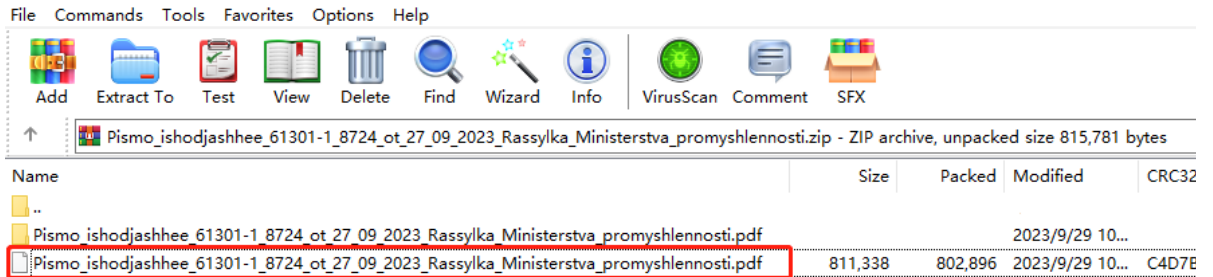 File Commands Tools Favorites Options Help
Add Extract To Test View Delete Find Wizard Info VirusScan Comment SFX
Pismo_ishodjashhee_61301-1_8724_ot_27_09_2023_Rassylka_Ministerstva_promyshlennosti.zip - ZIP archive, unpacked size 815,781 bytes
Name Size Packed Modified CRC32
..
Pismo_ishodjashhee_61301-1_8724_ot_27_09_2023_Rassylka_Ministerstva_promyshlennosti.pdf 2023/9/29 10...
Pismo_ishodjashhee_61301-1_8724_ot_27_09_2023_Rassylka_Ministerstva_promyshlennosti.pdf 811,338 802,896 2023/9/29 10... C4D7E